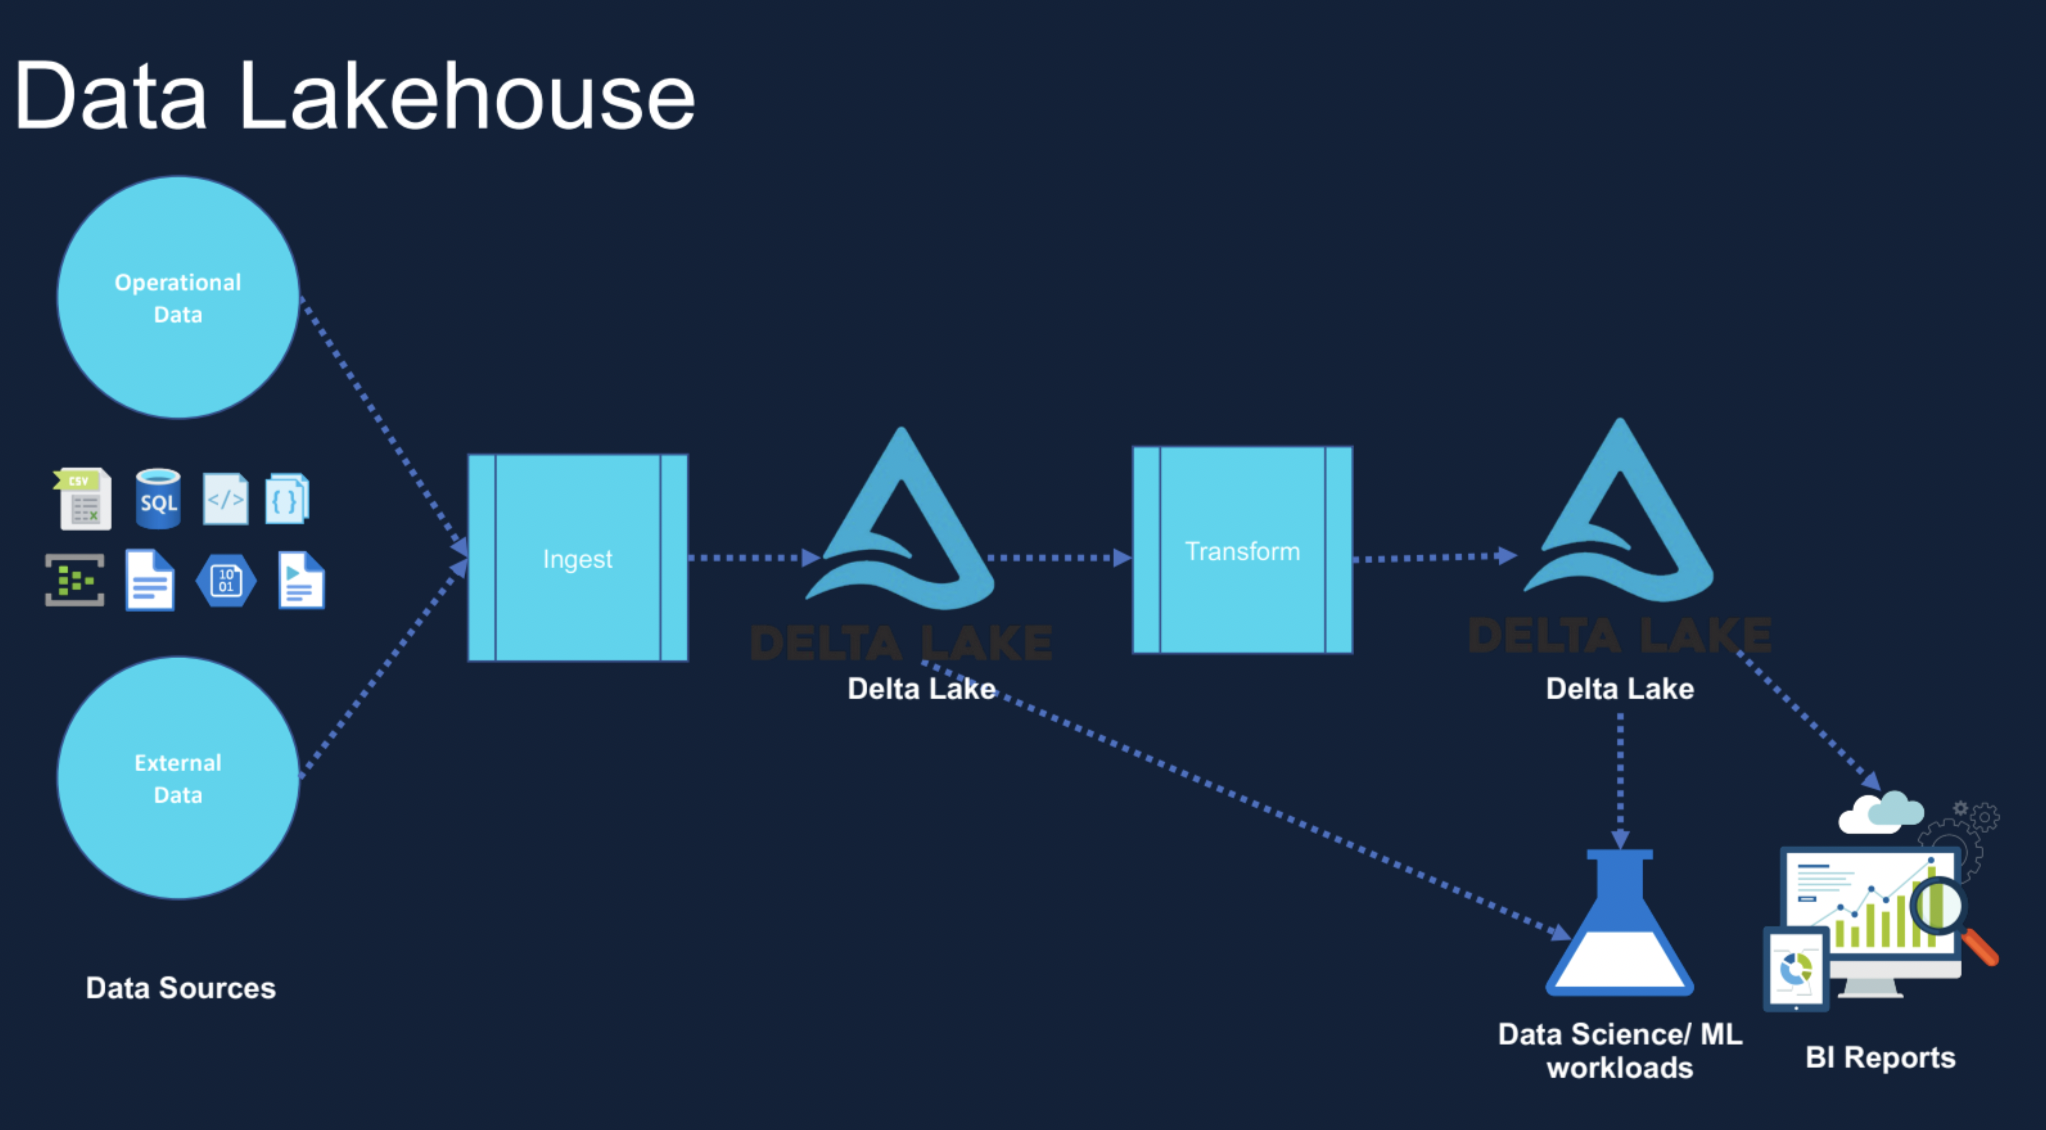 Data Lakehouse
Operational
Data
CSV
SQL
</>
{ }
10
01
External
Data
Data Sources
Ingest
DELTA LAKE
Delta Lake
Transform
DELTA LAKE
Delta Lake
Data Science/ ML
workloads
BI Reports